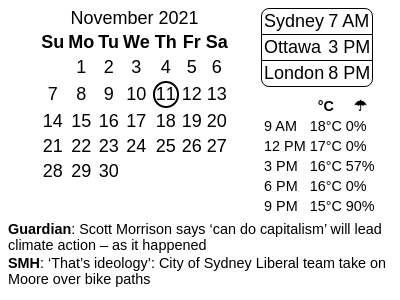 November 2021
Su Mo Tu We Th Fr Sa
1 2 3 4 5 6
7 8 9 10 11 12 13
14 15 16 17 18 19 20
21 22 23 24 25 26 27
28 29 30
Sydney 7 AM
Ottawa 3 PM
London 8 PM
°C ☂
9 AM 18°C 0%
12 PM 17°C 0%
3 PM 16°C 57%
6 PM 16°C 0%
9 PM 15°C 90%
Guardian: Scott Morrison says ‘can do capitalism’ will lead
climate action – as it happened
SMH: ‘That’s ideology’: City of Sydney Liberal team take on
Moore over bike paths